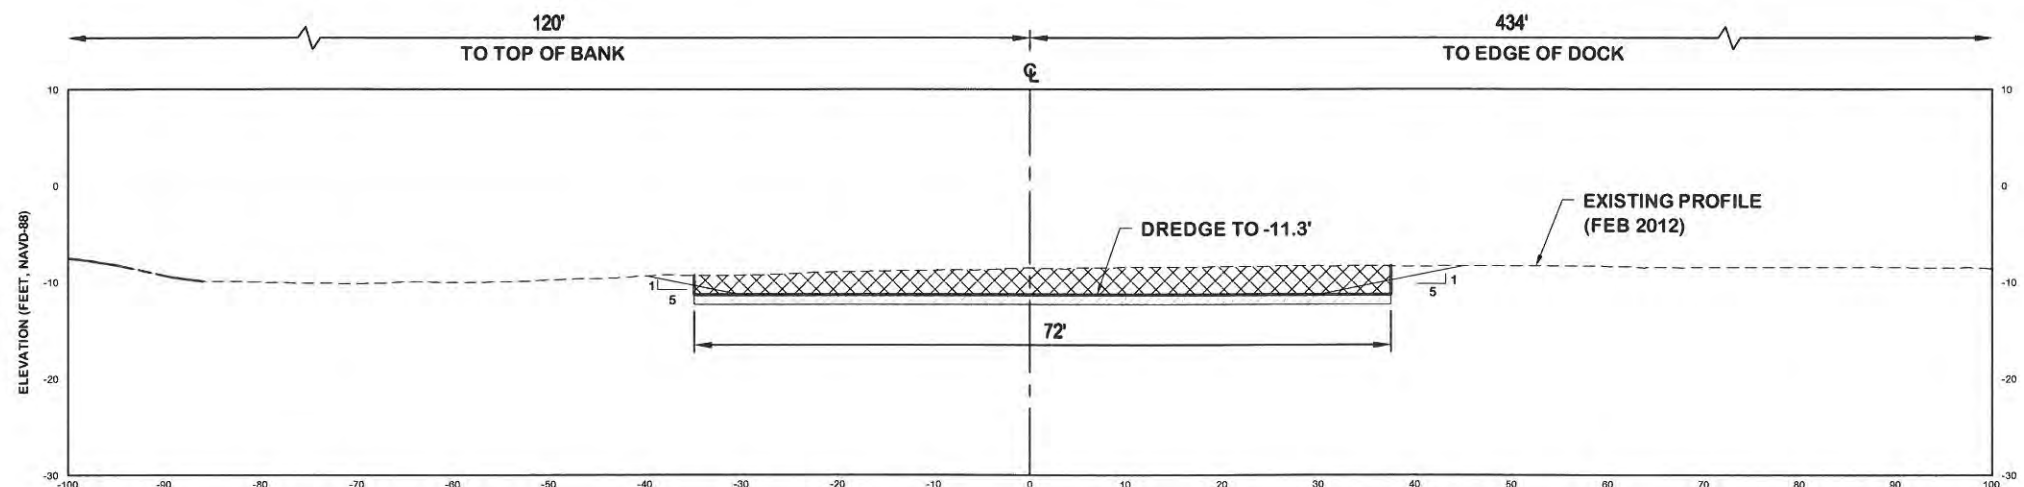 120'
434'
TO TOP OF BANK
TO EDGE OF DOCK
℄
10
10
0
0
EXISTING PROFILE
(FEB 2012)
DREDGE TO -11.3'
ELEVATION (FEET, NAVD-88)
-10
-10
1
5
1
5
72'
-20
-20
-30
-30
-100 -90 -80 -70 -60 -50 -40 -30 -20 -10 0 10 20 30 40 50 60 70 80 90 100